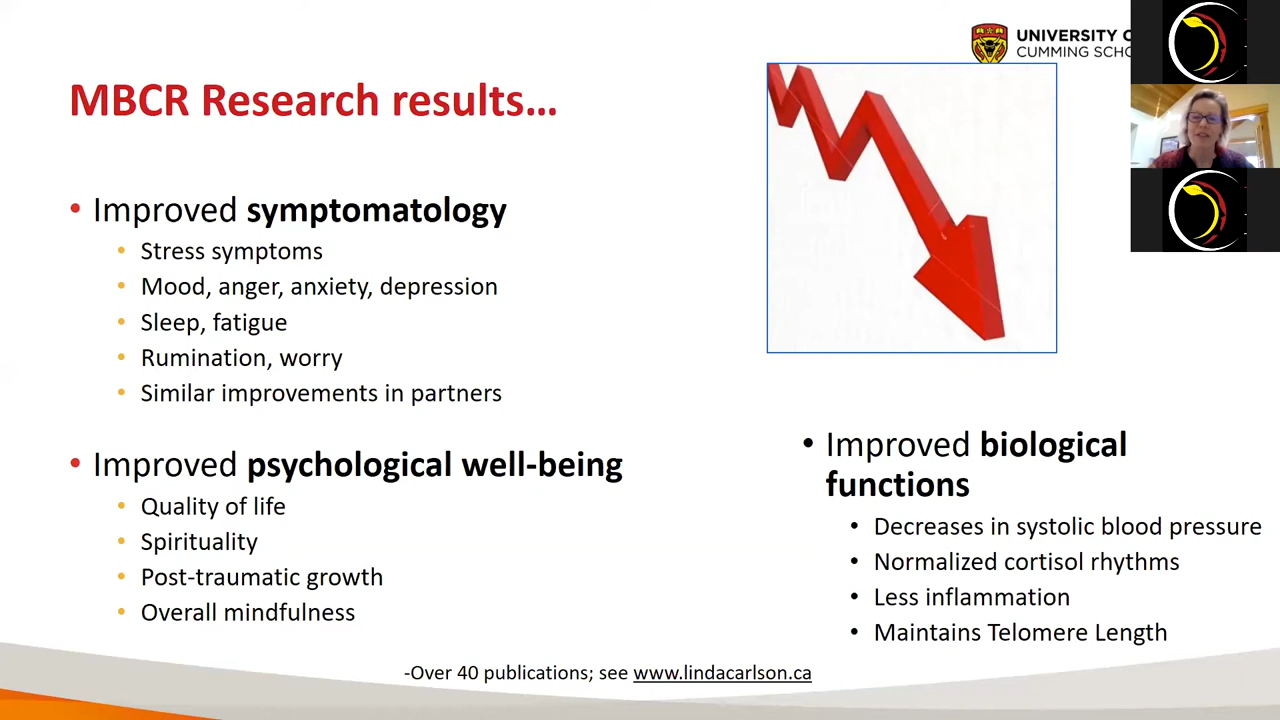 UNIVERSITY
CUMMING
MBCR Research results…
• Improved symptomatology
• Stress symptoms
• Mood, anger, anxiety, depression
• Sleep, fatigue
• Rumination, worry
• Similar improvements in partners
• Improved psychological well-being
• Quality of life
• Spirituality
• Post-traumatic growth
• Overall mindfulness
• Improved biological
functions
• Decreases in systolic blood pressure
• Normalized cortisol rhythms
• Less inflammation
• Maintains Telomere Length
-Over 40 publications; see www.lindacarlson.ca